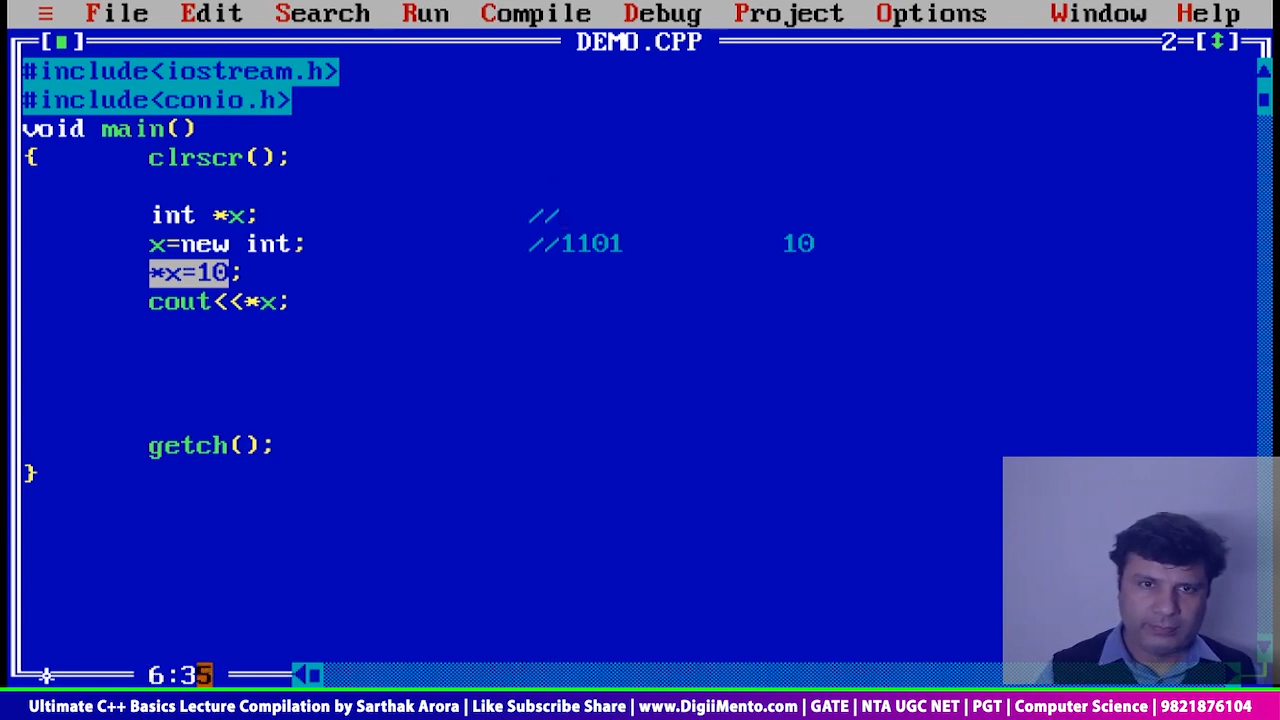 ≡ File Edit Search Run Compile Debug Project Options Window Help
[■] DEMO.CPP 2=[↕]
#include<iostream.h>
#include<conio.h>
void main()
{ clrscr();
int *x; //
x=new int; //1101 10
*x=10;
cout<<*x;
getch();
}
6:35
Ultimate C++ Basics Lecture Compilation by Sarthak Arora | Like Subscribe Share | www.DigiiMento.com | GATE | NTA UGC NET | PGT | Computer Science | 9821876104